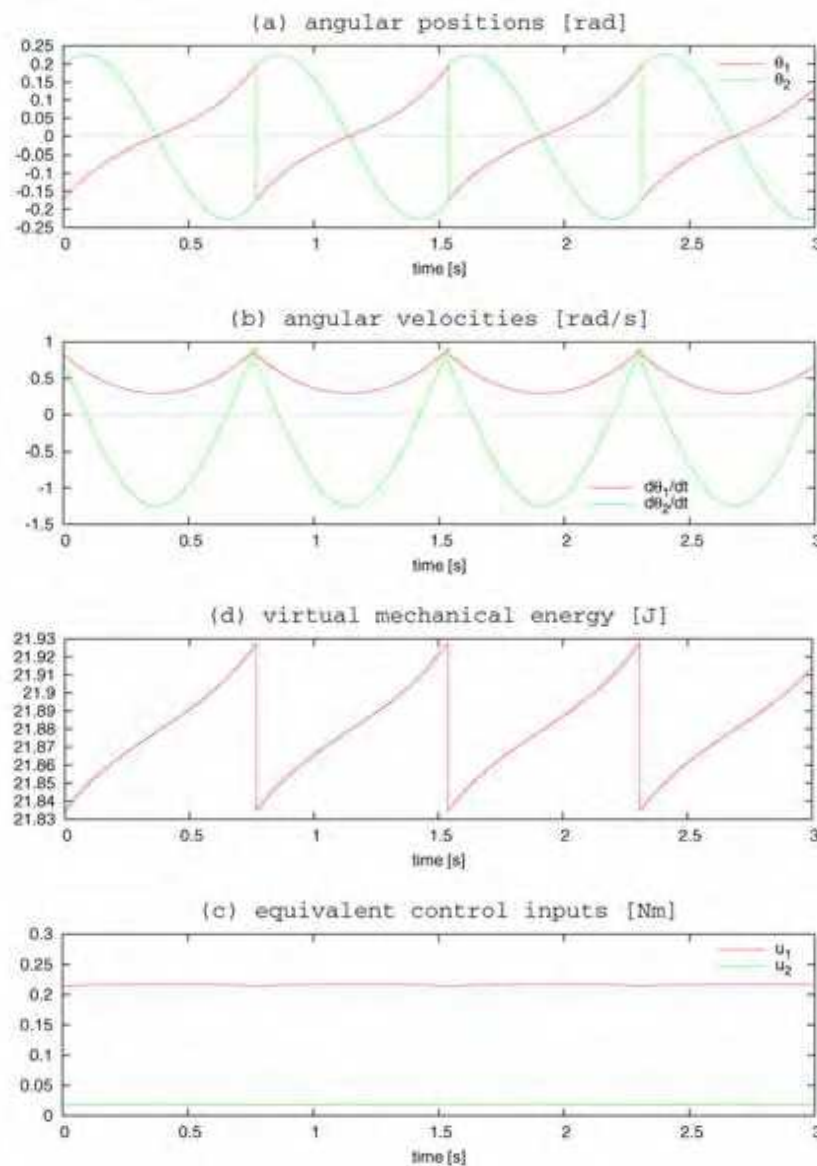 (a) angular positions [rad]
0.25
0.2
0.15
0.1
0.05
0
-0.05
-0.1
-0.15
-0.2
-0.25
θ1
θ2
0 0.5 1 1.5 2 2.5 3
time [s]
(b) angular velocities [rad/s]
1
0.5
0
-0.5
-1
-1.5
dθ1/dt
dθ2/dt
0 0.5 1 1.5 2 2.5 3
time [s]
(d) virtual mechanical energy [J]
21.93
21.92
21.91
21.9
21.89
21.88
21.87
21.86
21.85
21.84
21.83
0 0.5 1 1.5 2 2.5 3
time [s]
(c) equivalent control inputs [Nm]
0.3
0.25
0.2
0.15
0.1
0.05
0
u1
u2
0 0.5 1 1.5 2 2.5 3
time [s]